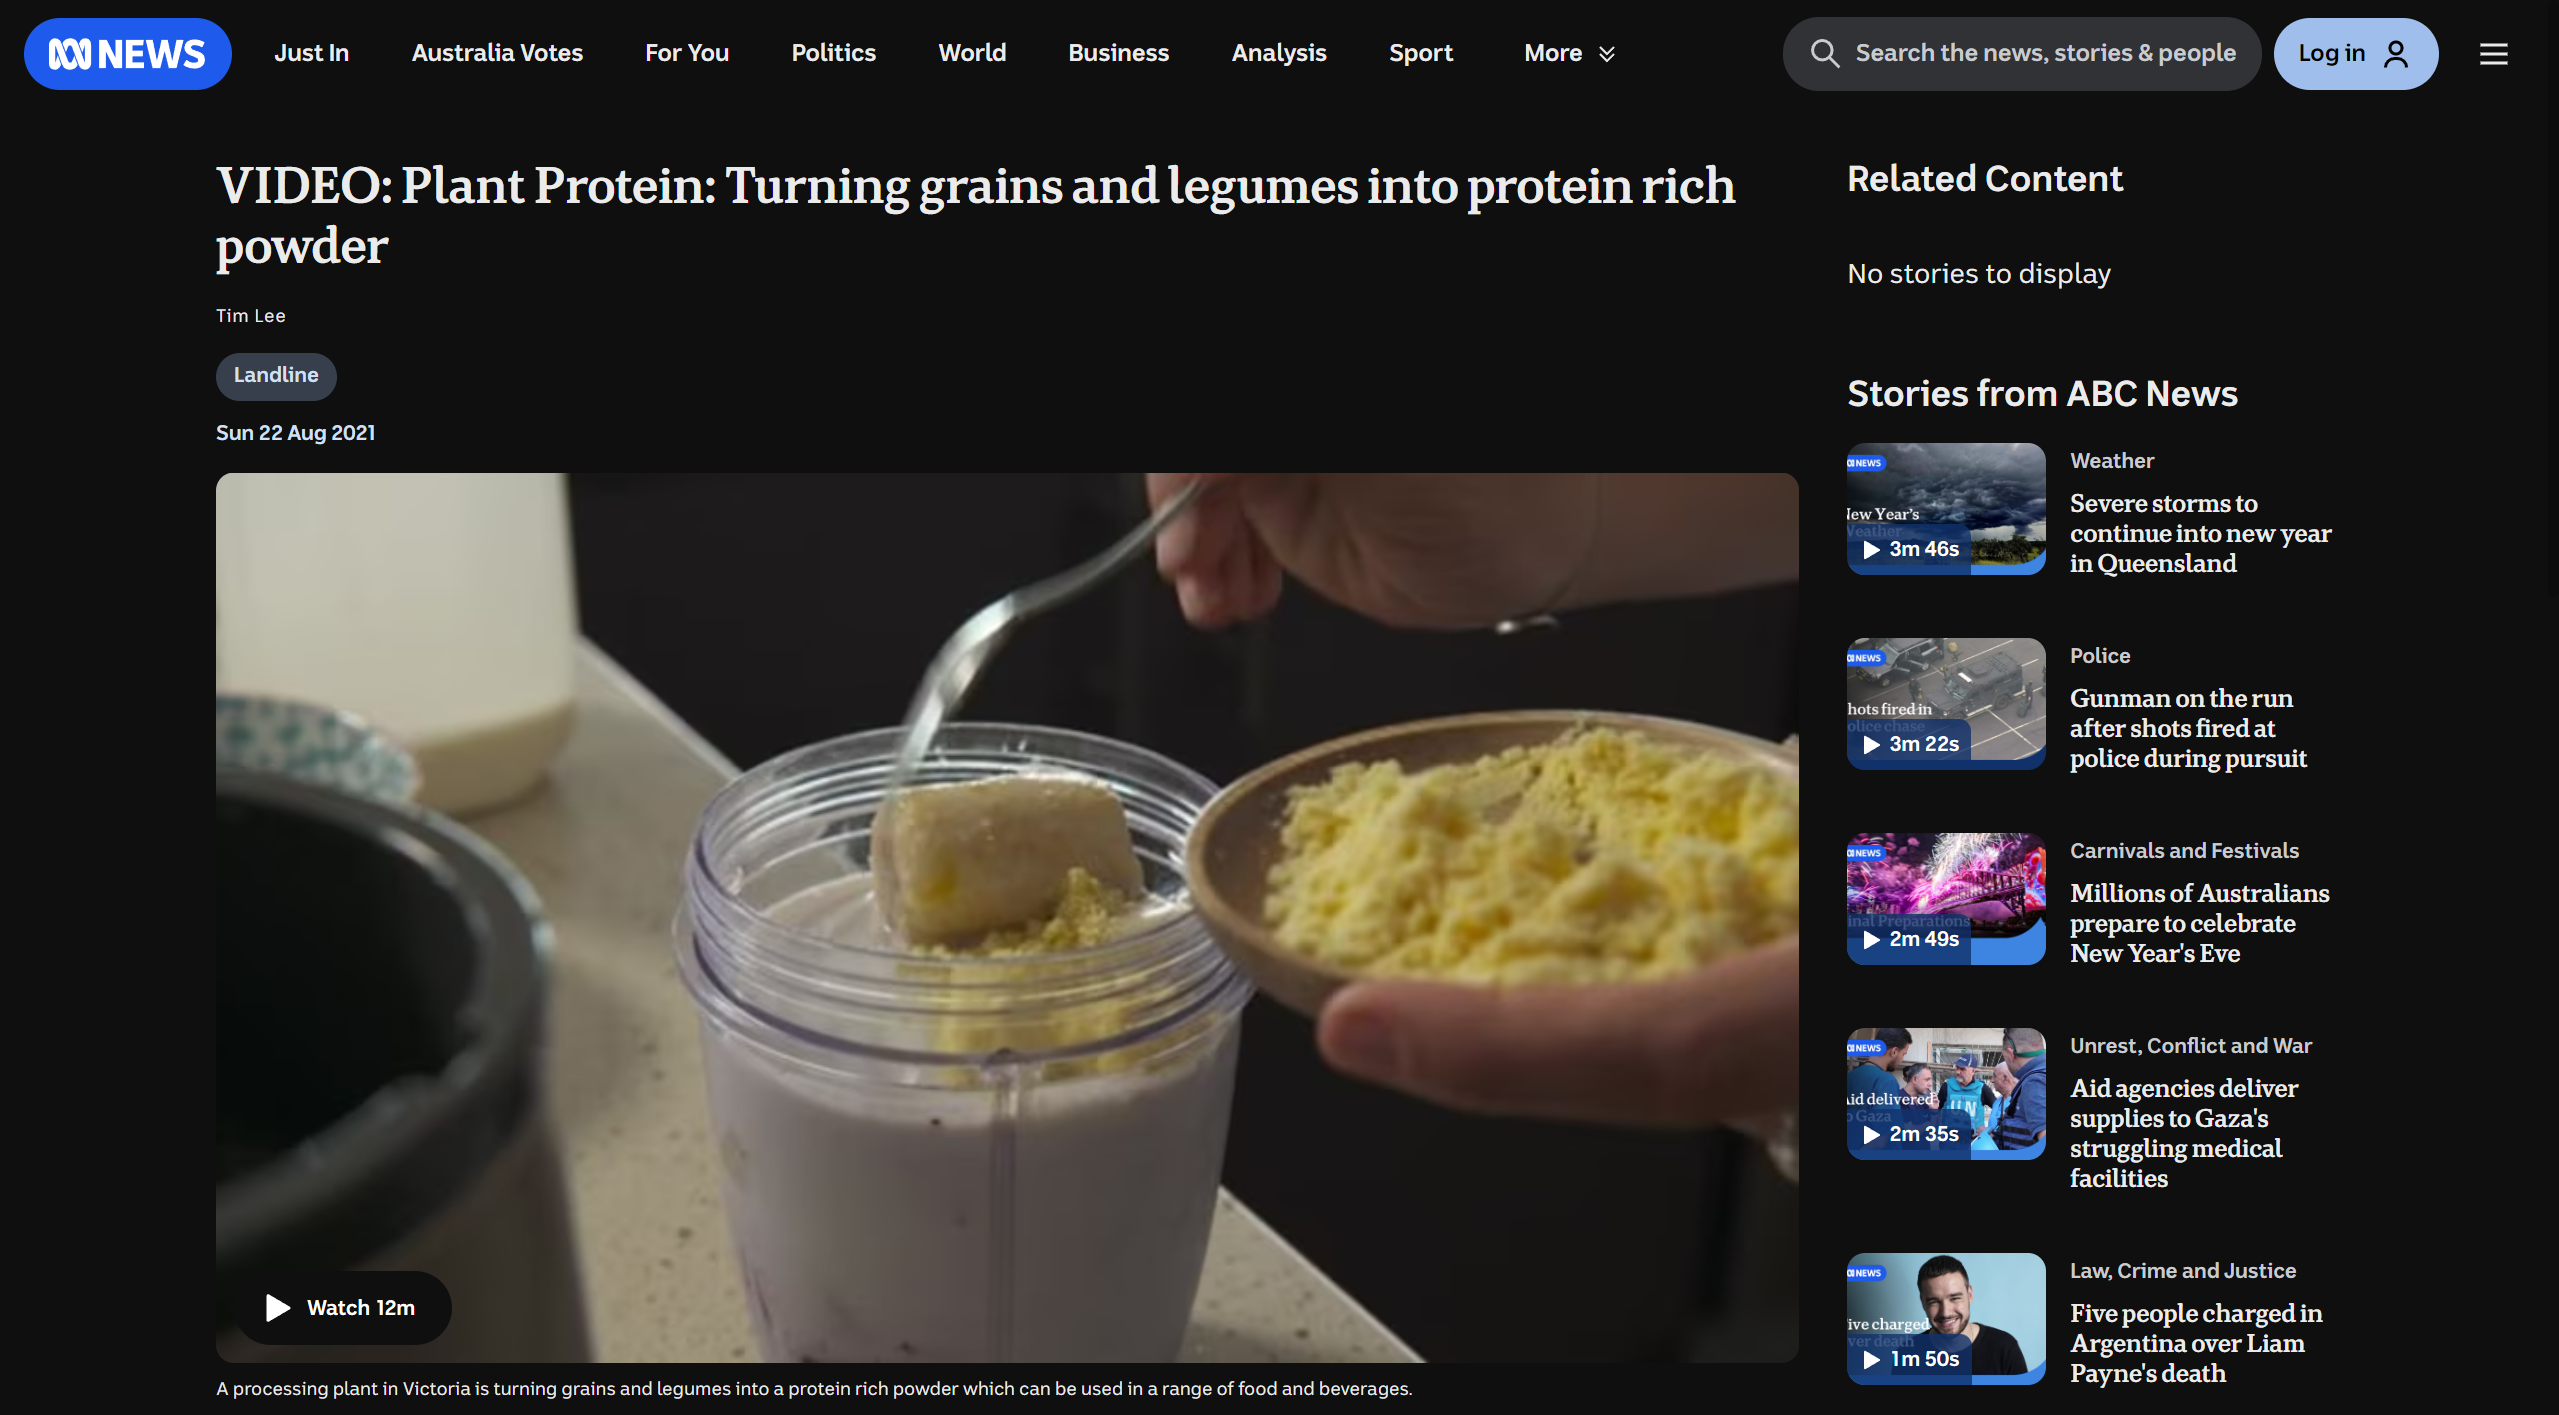 NEWS
Just In
Australia Votes
For You
Politics
World
Business
Analysis
Sport
More
Search the news, stories & people
Log in
VIDEO: Plant Protein: Turning grains and legumes into protein rich
powder
Tim Lee
Landline
Sun 22 Aug 2021
Watch 12m
A processing plant in Victoria is turning grains and legumes into a protein rich powder which can be used in a range of food and beverages.
Related Content
No stories to display
Stories from ABC News
NEWS
New Year's
Weather
3m 46s
Weather
Severe storms to
continue into new year
in Queensland
NEWS
hots fired in
olice chase
3m 22s
Police
Gunman on the run
after shots fired at
police during pursuit
NEWS
inal Preparations
2m 49s
Carnivals and Festivals
Millions of Australians
prepare to celebrate
New Year's Eve
NEWS
Aid delivered
o Gaza
UN
2m 35s
Unrest, Conflict and War
Aid agencies deliver
supplies to Gaza's
struggling medical
facilities
NEWS
ive charged
ver death
1m 50s
Law, Crime and Justice
Five people charged in
Argentina over Liam
Payne's death